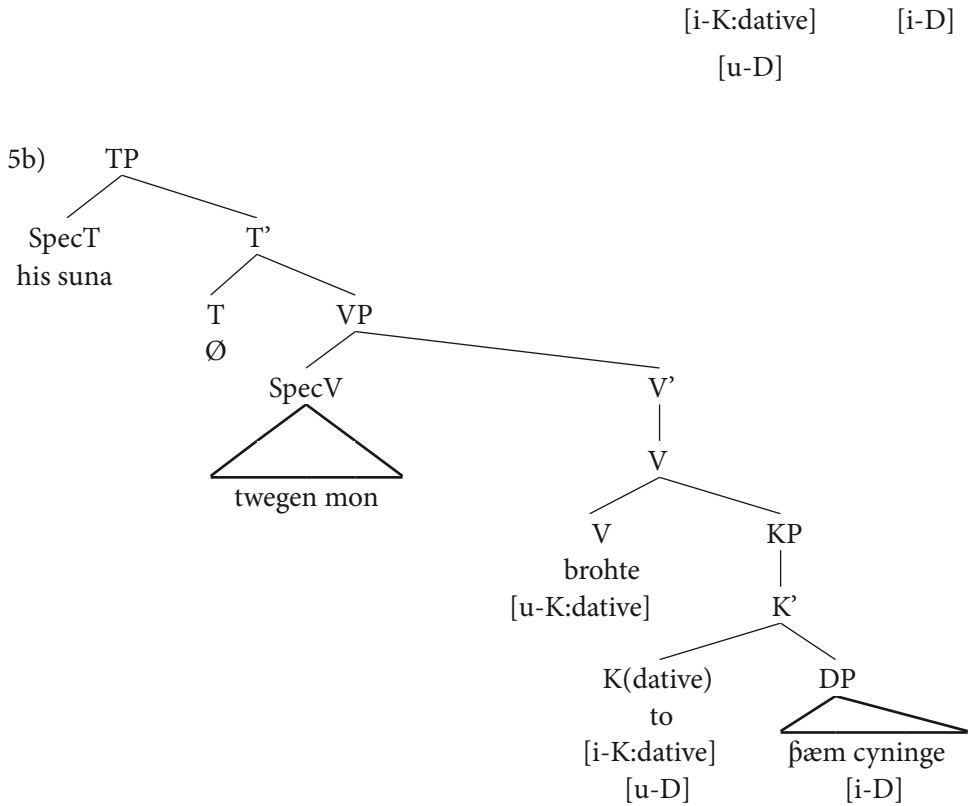 [i-K:dative] [i-D]
[u-D]
5b) TP
SpecT T’
his suna
T VP
Ø
SpecV V’
V
twegen mon
V KP
brohte
[u-K:dative] K’
K(dative) DP
to
[i-K:dative] þæm cyninge
[u-D] [i-D]